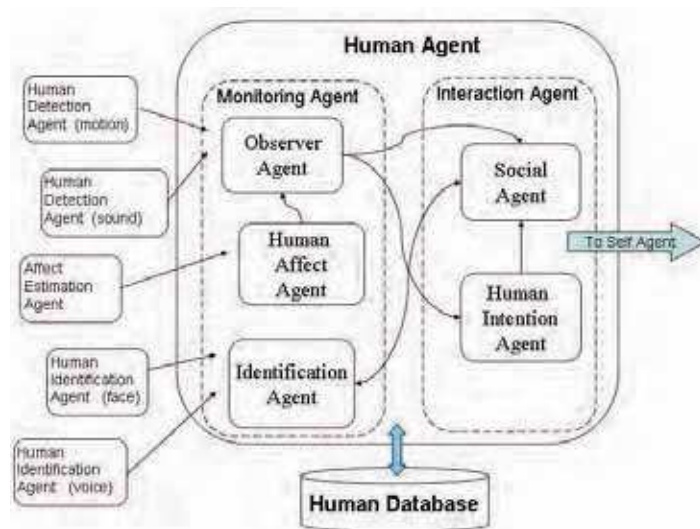 Human Agent
Human
Detection
Agent (motion)
Monitoring Agent
Interaction Agent
Observer
Agent
Social
Agent
Human
Detection
Agent (sound)
To Self Agent
Human
Affect
Agent
Affect
Estimation
Agent
Human
Intention
Agent
Human
Identification
Agent (face)
Identification
Agent
Human
Identification
Agent (voice)
Human Database